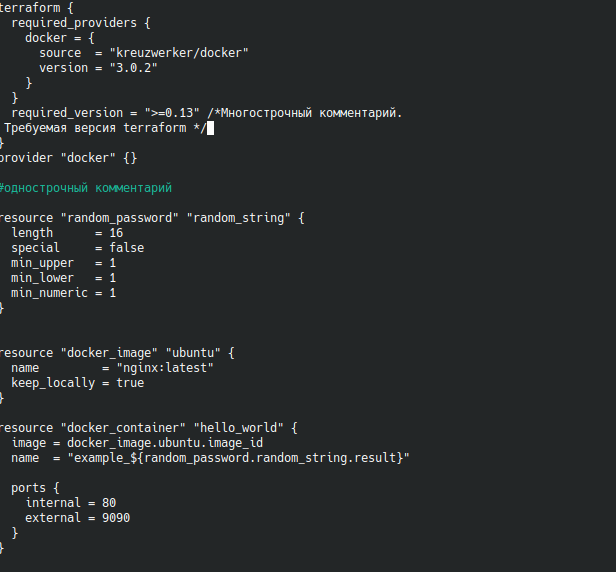 terraform {
  required_providers {
    docker = {
      source  = "kreuzwerker/docker"
      version = "3.0.2"
    }
  }
  required_version = ">=0.13" /*Многострочный комментарий.
 Требуемая версия terraform */
}
provider "docker" {}

#однострочный комментарий

resource "random_password" "random_string" {
  length      = 16
  special     = false
  min_upper   = 1
  min_lower   = 1
  min_numeric = 1
}


resource "docker_image" "ubuntu" {
  name         = "nginx:latest"
  keep_locally = true
}

resource "docker_container" "hello_world" {
  image = docker_image.ubuntu.image_id
  name  = "example_${random_password.random_string.result}"

  ports {
    internal = 80
    external = 9090
  }
}